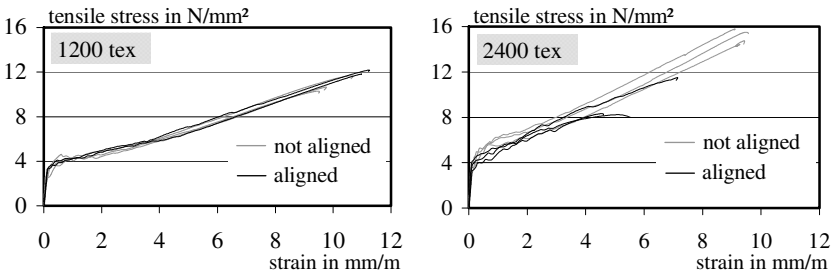 tensile stress in N/mm²
16
12
8
4
0
1200 tex
not aligned
aligned
0 2 4 6 8 10 12
strain in mm/m
tensile stress in N/mm²
16
12
8
4
0
2400 tex
not aligned
aligned
0 2 4 6 8 10 12
strain in mm/m